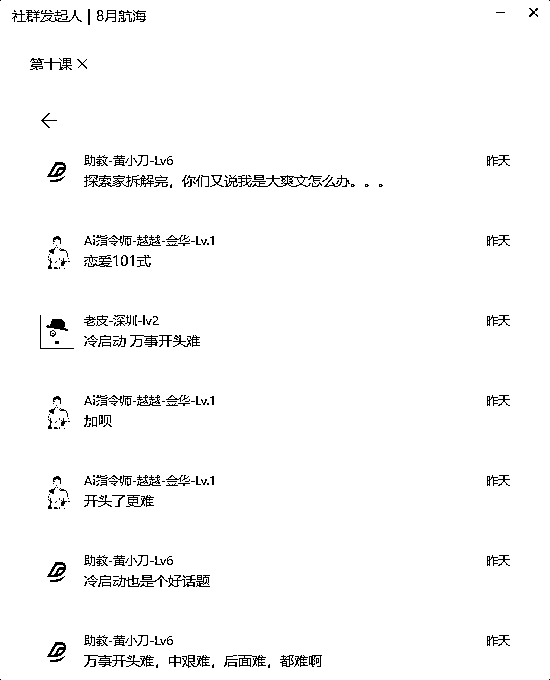 社群发起人 | 8月航海
第十课 ×
助教-黄小刀-Lv6 昨天
探索家拆解完，你们又说我是大爽文怎么办。。。
Ai指令师-越越-金华-Lv.1 昨天
恋爱101式
老皮-深圳-lv2 昨天
冷启动 万事开头难
Ai指令师-越越-金华-Lv.1 昨天
加呗
Ai指令师-越越-金华-Lv.1 昨天
开头了更难
助教-黄小刀-Lv6 昨天
冷启动也是个好话题
助教-黄小刀-Lv6 昨天
万事开头难，中艰难，后面难，都难啊